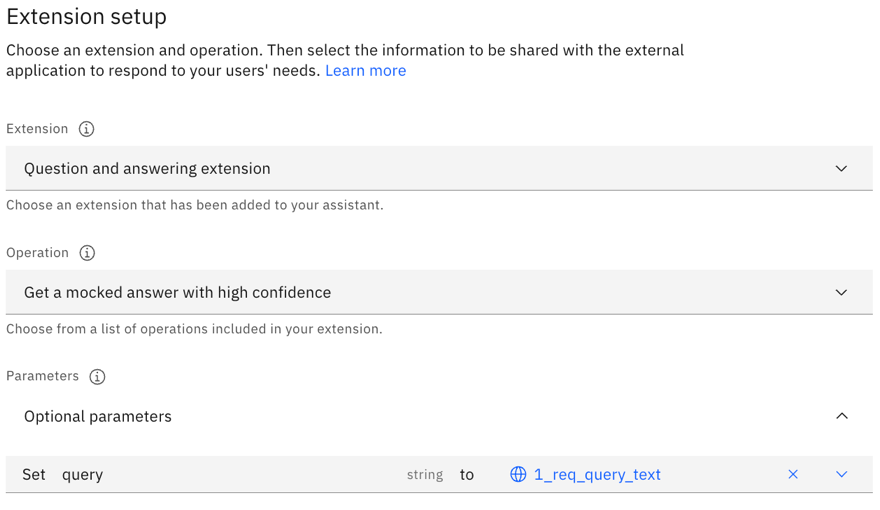 Extension setup
Choose an extension and operation. Then select the information to be shared with the external
application to respond to your users' needs. Learn more
Extension
Question and answering extension
Choose an extension that has been added to your assistant.
Operation
Get a mocked answer with high confidence
Choose from a list of operations included in your extension.
Parameters
Optional parameters
Set query string to 1_req_query_text